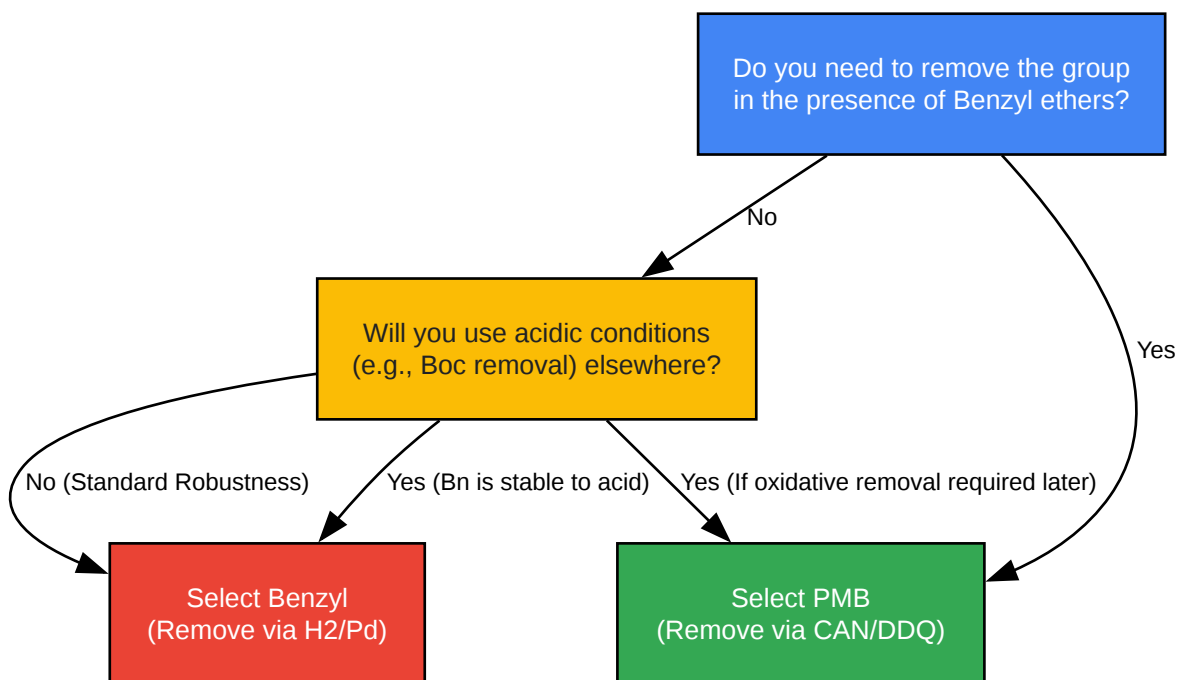 Do you need to remove the group
in the presence of Benzyl ethers?
No
Will you use acidic conditions
(e.g., Boc removal) elsewhere?
Yes
No (Standard Robustness)
Yes (Bn is stable to acid)
Yes (If oxidative removal required later)
Select Benzyl
(Remove via H2/Pd)
Select PMB
(Remove via CAN/DDQ)